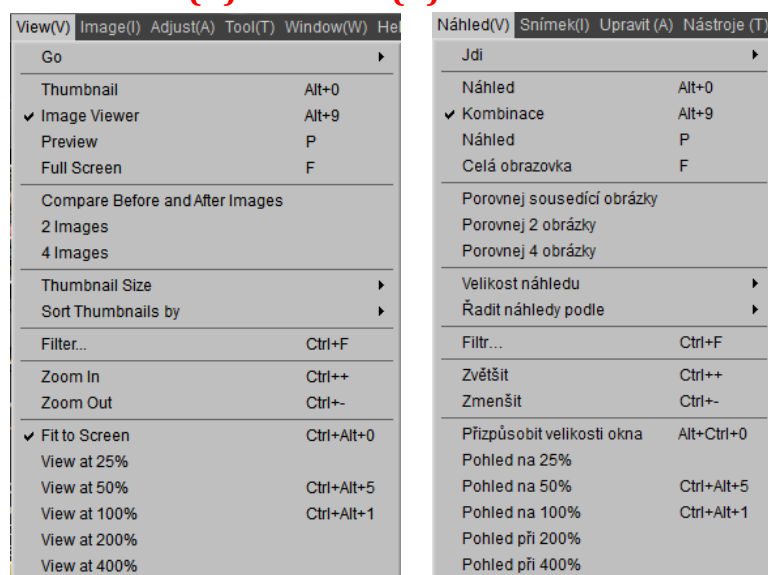 View(V) Image(I) Adjust(A) Tool(T) Window(W) Hel
Go
Thumbnail Alt+0
✓ Image Viewer Alt+9
Preview P
Full Screen F
Compare Before and After Images
2 Images
4 Images
Thumbnail Size
Sort Thumbnails by
Filter... Ctrl+F
Zoom In Ctrl++
Zoom Out Ctrl+-
✓ Fit to Screen Ctrl+Alt+0
View at 25%
View at 50% Ctrl+Alt+5
View at 100% Ctrl+Alt+1
View at 200%
View at 400%
Náhled(V) Snímek(I) Upravit (A) Nástroje (T)
Jdi
Náhled Alt+0
✓ Kombinace Alt+9
Náhled P
Celá obrazovka F
Porovnej sousedící obrázky
Porovnej 2 obrázky
Porovnej 4 obrázky
Velikost náhledu
Řadit náhledy podle
Filtr... Ctrl+F
Zvětšit Ctrl++
Zmenšit Ctrl+-
Přizpůsobit velikosti okna Alt+Ctrl+0
Pohled na 25%
Pohled na 50% Ctrl+Alt+5
Pohled na 100% Ctrl+Alt+1
Pohled při 200%
Pohled při 400%